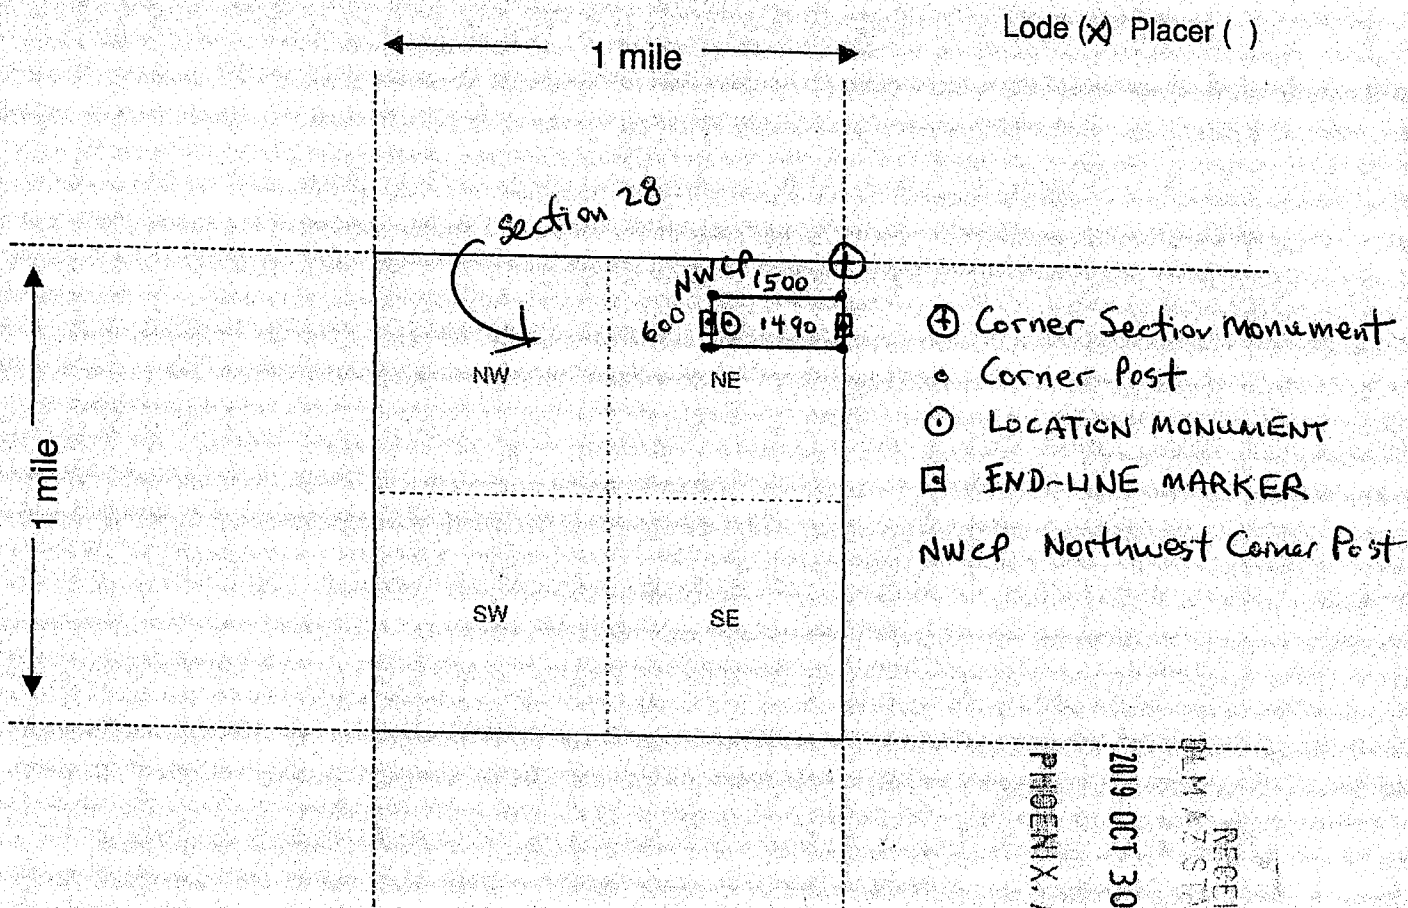 Lode (x) Placer ( )
1 mile
section 28
NWCP 1500
600
1490
NW
NE
1 mile
SW
SE
⊕ Corner Section Monument
• Corner Post
⊙ LOCATION MONUMENT
⊡ END-LINE MARKER
NWCP Northwest Corner Post
2019 OCT 30
PHOENIX,